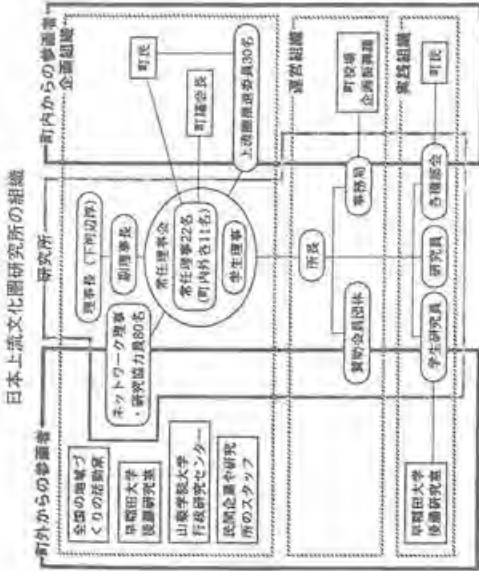 日本上流文化圏研究所の組織
町外からの参画者
研究所
町内からの参画者
企画組織
理事長（下河辺淳）
副理事長
ネットワーク理事
・研究協力員80名
常任理事会
常任理事22名
（町内外各11名）
学生理事
町民
町議会長
上流圏推進委員30名
全国の地域づ
くりの活動家
早稲田大学
後藤研究室
山梨学院大学
行政研究センター
民間企業や研究
所のスタッフ
運営組織
所長
賛助会員団体
事務局
町役場
企画振興課
実践組織
学生研究員
研究員
各種部会
町民
早稲田大学
後藤研究室